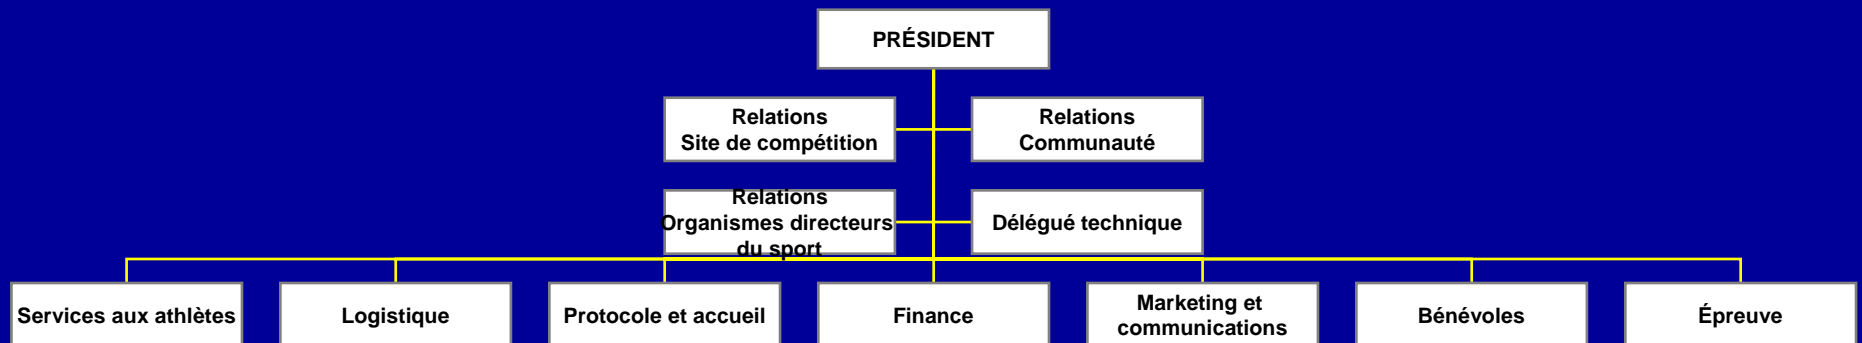 PRÉSIDENT
Relations
Site de compétition
Relations
Communauté
Relations
Organismes directeurs
du sport
Délégué technique
Services aux athlètes
Logistique
Protocole et accueil
Finance
Marketing et
communications
Bénévoles
Épreuve